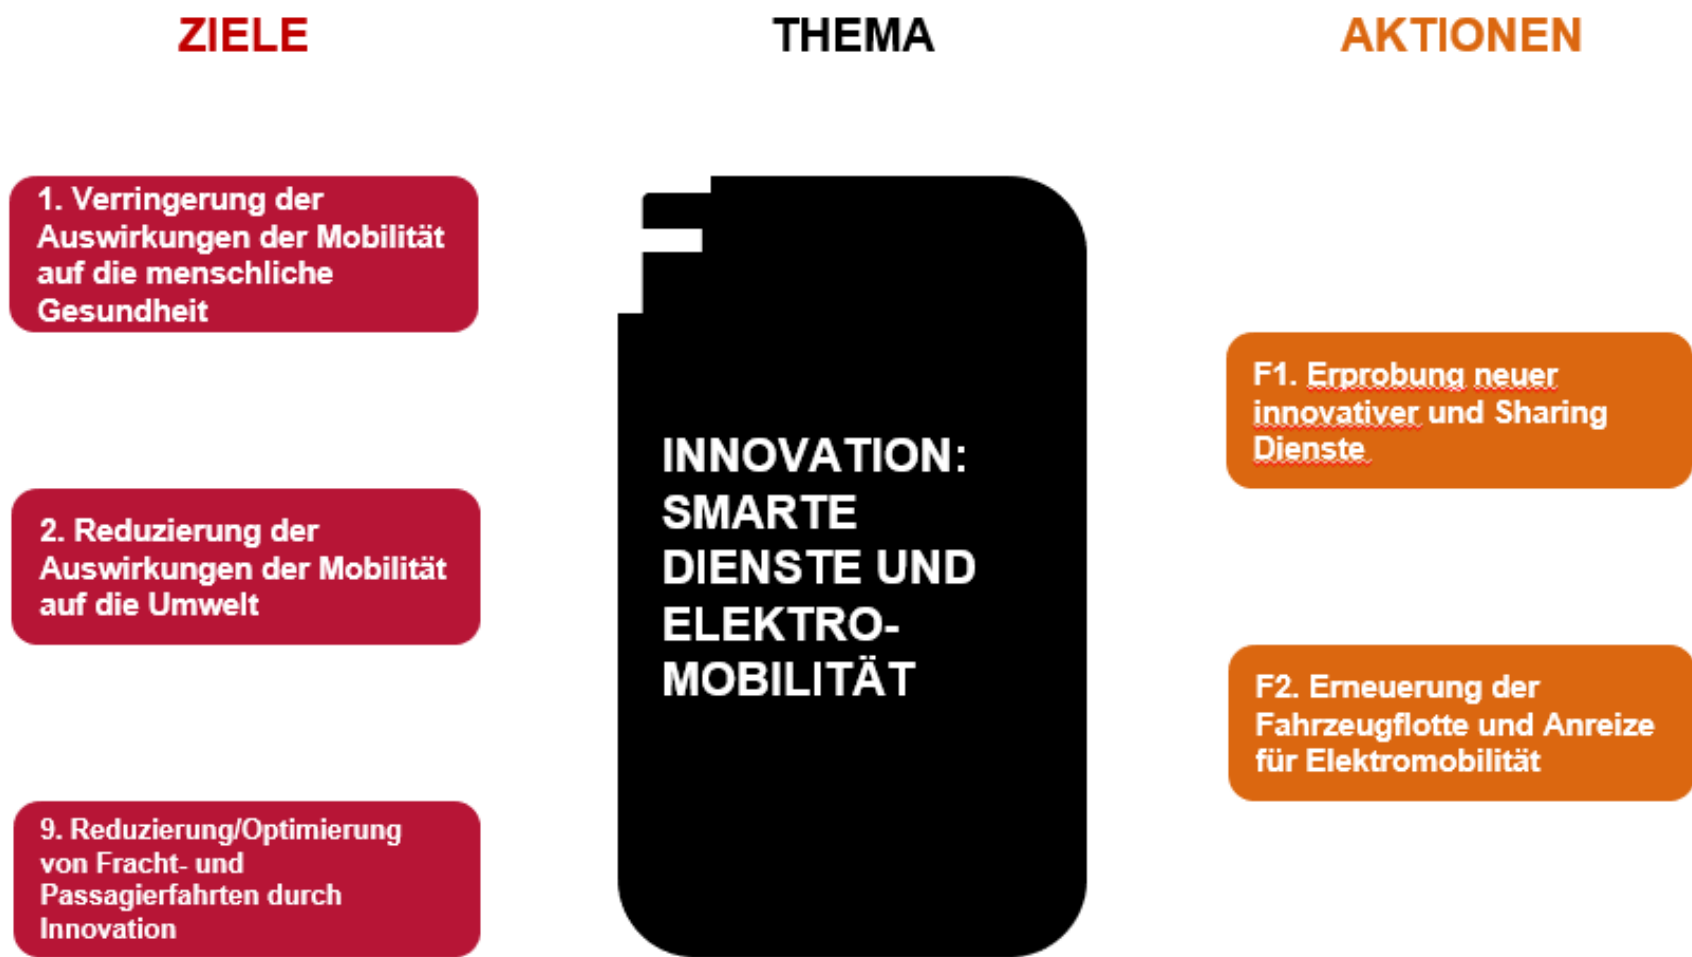 ZIELE
THEMA
AKTIONEN
1. Verringerung der
Auswirkungen der Mobilität
auf die menschliche
Gesundheit
2. Reduzierung der
Auswirkungen der Mobilität
auf die Umwelt
9. Reduzierung/Optimierung
von Fracht- und
Passagierfahrten durch
Innovation
INNOVATION:
SMARTE
DIENSTE UND
ELEKTRO-
MOBILITÄT
F1. Erprobung neuer
innovativer und Sharing
Dienste
F2. Erneuerung der
Fahrzeugflotte und Anreize
für Elektromobilität